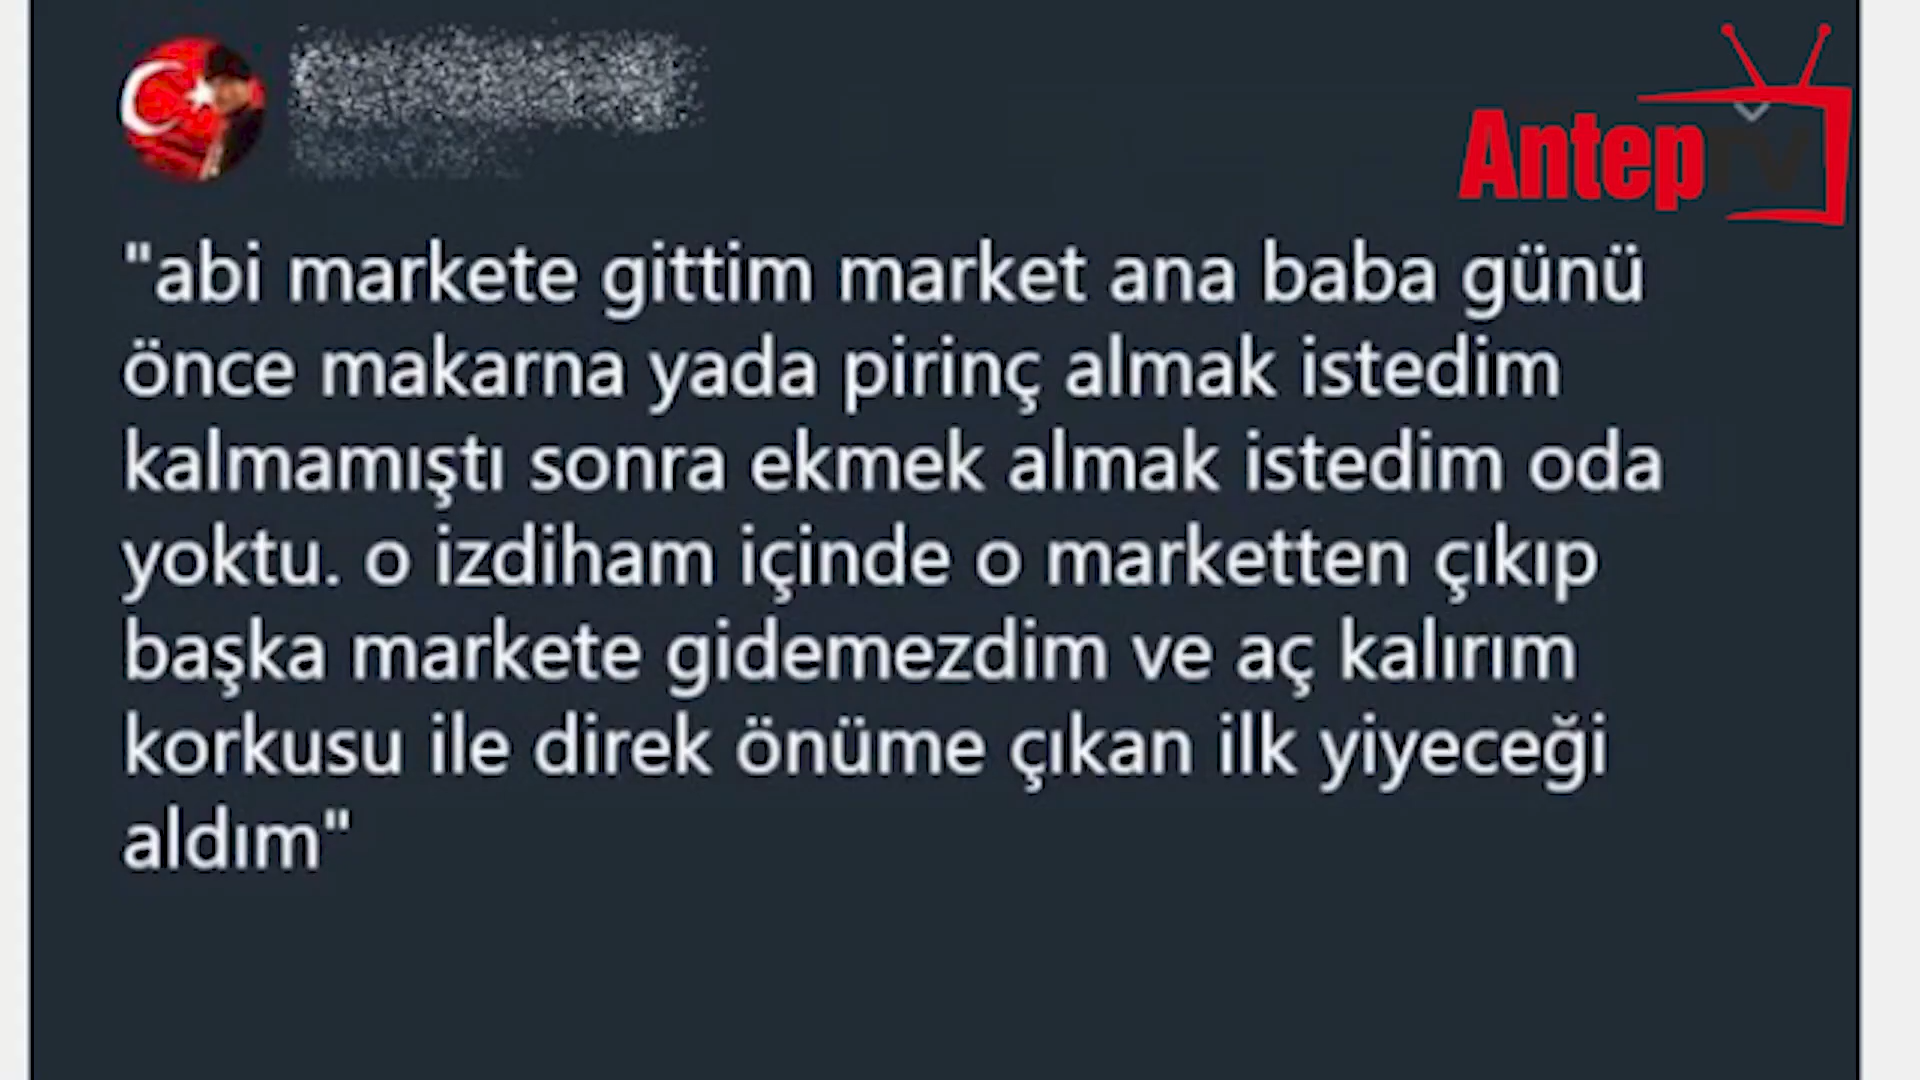 AntepTV
"abi markete gittim market ana baba günü
önce makarna yada pirinç almak istedim
kalmamıştı sonra ekmek almak istedim oda
yoktu. o izdiham içinde o marketten çıkıp
başka markete gidemezdim ve aç kalırım
korkusu ile direk önüme çıkan ilk yiyeceği
aldım"